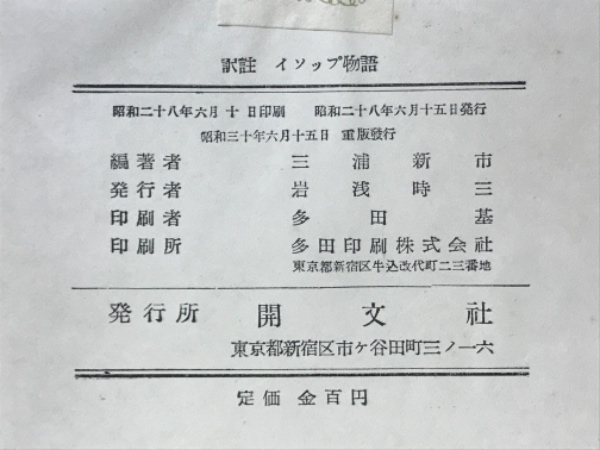 訳註 イソップ物語
昭和二十八年六月十日印刷 昭和二十八年六月十五日発行
昭和三十年六月十五日 重版發行
編著者 三浦新市
発行者 岩浅時三
印刷者 多田基
印刷所 多田印刷株式会社
東京都新宿区牛込改代町二三番地
発行所 開文社
東京都新宿区市ケ谷田町三ノ一六
定価 金百円